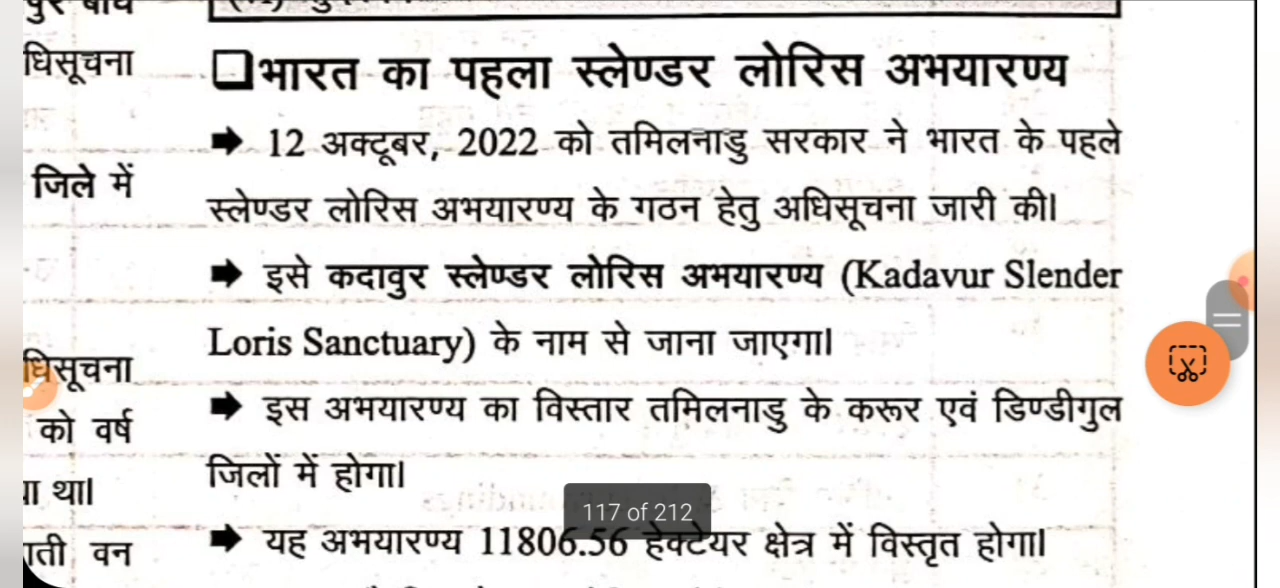 धिसूचना
जिले में
धिसूचना
को वर्ष
था।
वन
❑भारत का पहला स्लेण्डर लोरिस अभयारण्य
➡ 12 अक्टूबर, 2022 को तमिलनाडु सरकार ने भारत के पहले
स्लेण्डर लोरिस अभयारण्य के गठन हेतु अधिसूचना जारी की।
➡ इसे कदावुर स्लेण्डर लोरिस अभयारण्य (Kadavur Slender
Loris Sanctuary) के नाम से जाना जाएगा।
➡ इस अभयारण्य का विस्तार तमिलनाडु के करूर एवं डिण्डीगुल
जिलों में होगा।
➡ यह अभयारण्य 11806.56 हेक्टेयर क्षेत्र में विस्तृत होगा।
117 of 212